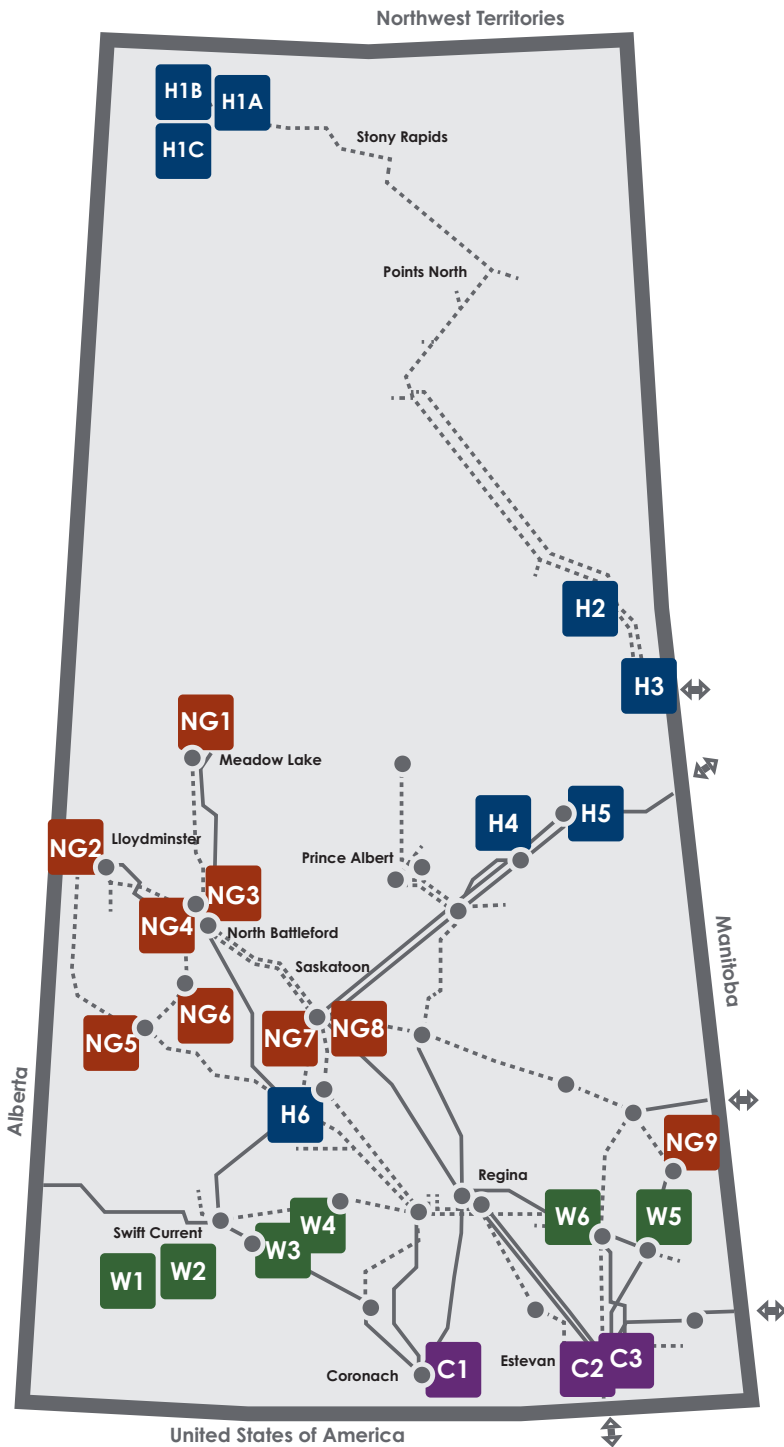 Northwest Territories
H1B
H1A
H1C
Stony Rapids
Points North
H2
H3
NG1
Meadow Lake
NG2
Lloydminster
H4
H5
Prince Albert
NG3
NG4
North Battleford
Manitoba
Saskatoon
NG6
NG5
NG7
NG8
Alberta
H6
NG9
Regina
W4
W6
W5
Swift Current
W3
W1
W2
Coronach
C1
Estevan
C2
C3
United States of America